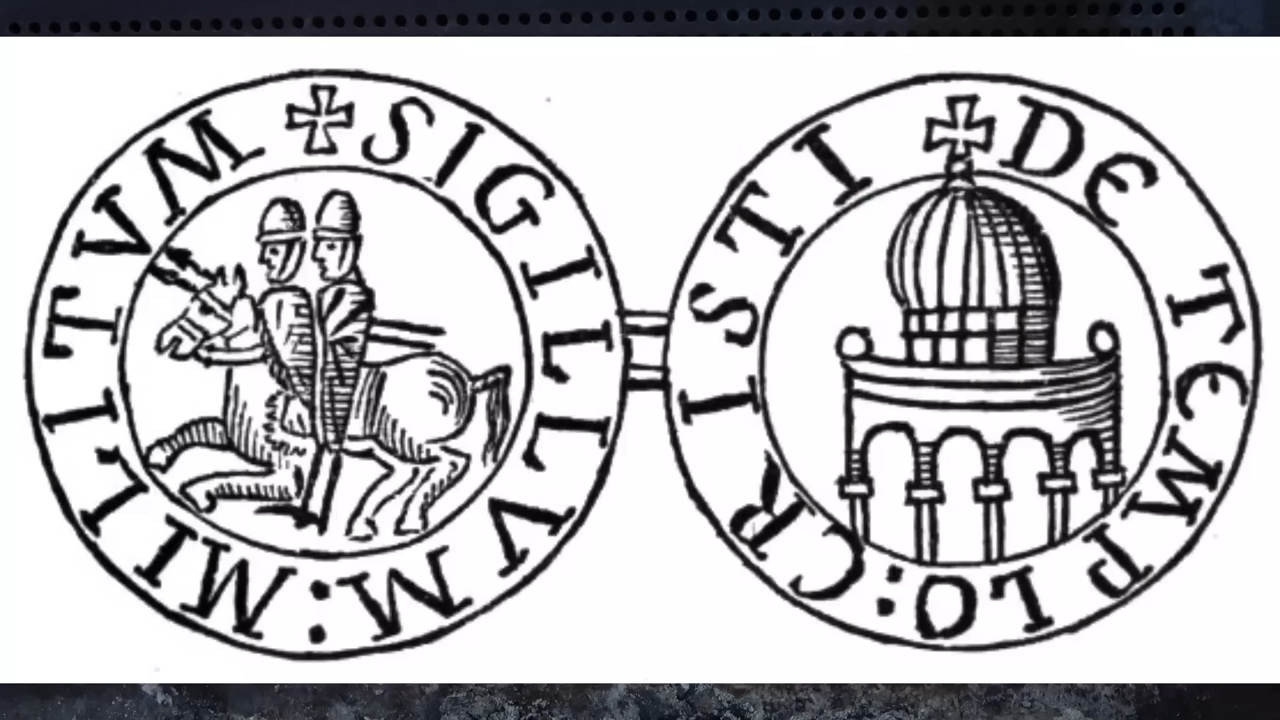 ✠ SIGILLVM : MILITVM
✠ DE TEMPLO : CRISTI